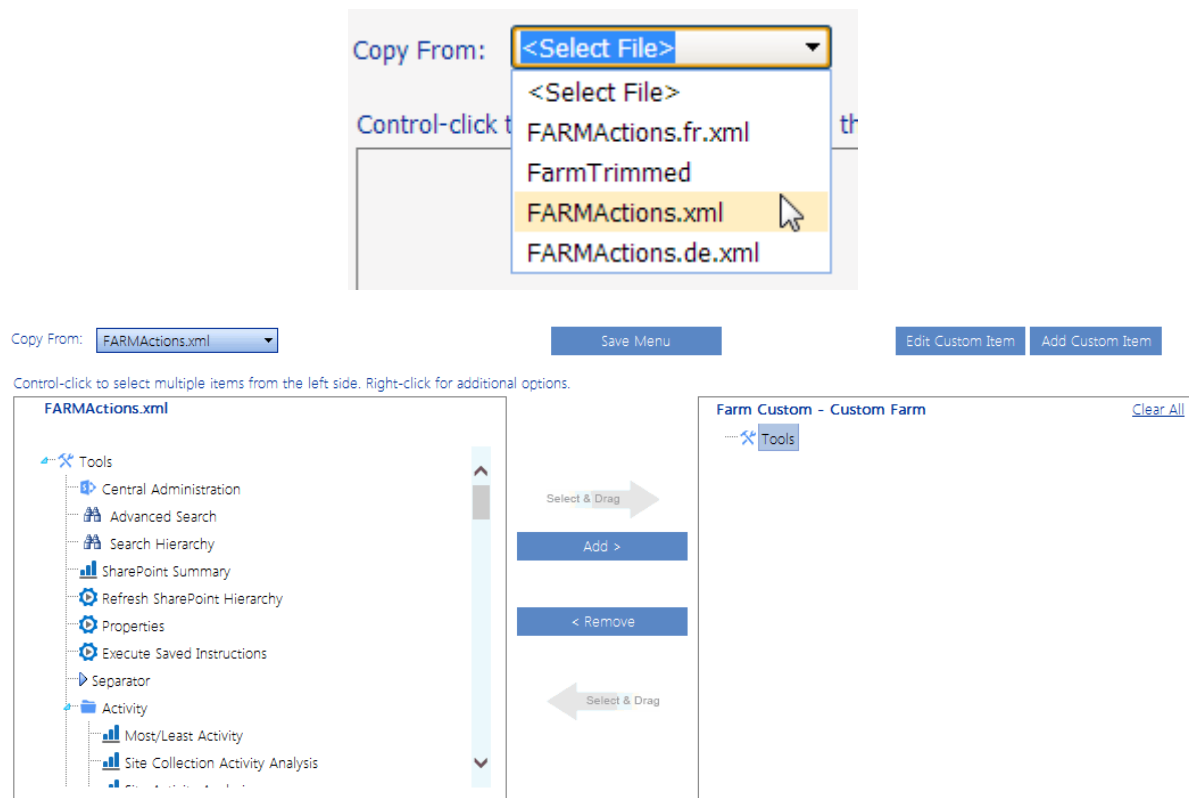 Copy From: <Select File>
<Select File>
Control-click t th
FARMActions.fr.xml
FarmTrimmed
FARMActions.xml
FARMActions.de.xml
Copy From: FARMActions.xml Save Menu Edit Custom Item Add Custom Item
Control-click to select multiple items from the left side. Right-click for additional options.
FARMActions.xml
Tools
Central Administration
Advanced Search
Search Hierarchy
SharePoint Summary
Refresh SharePoint Hierarchy
Properties
Execute Saved Instructions
Separator
Activity
Most/Least Activity
Site Collection Activity Analysis
Select & Drag
Add >
< Remove
Select & Drag
Farm Custom - Custom Farm Clear All
Tools